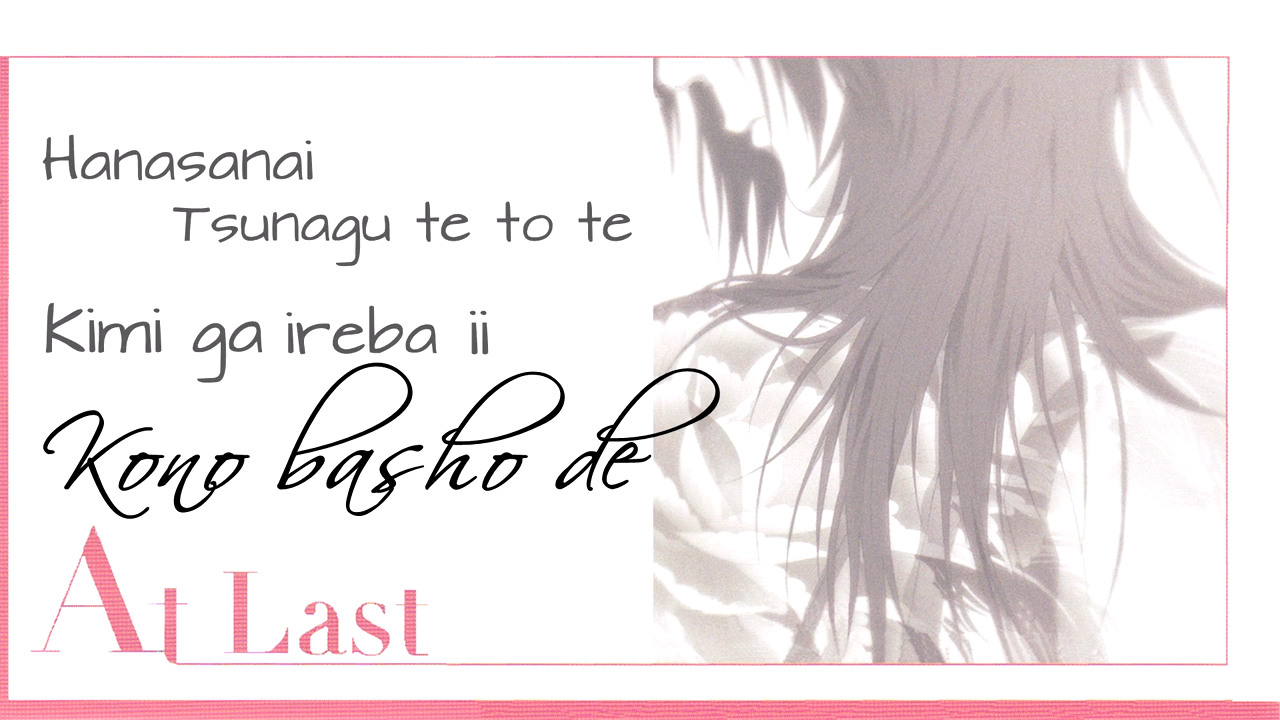 Hanasanai
Tsunagu te to te
Kimi ga ireba ii
Kono basho de
At Last